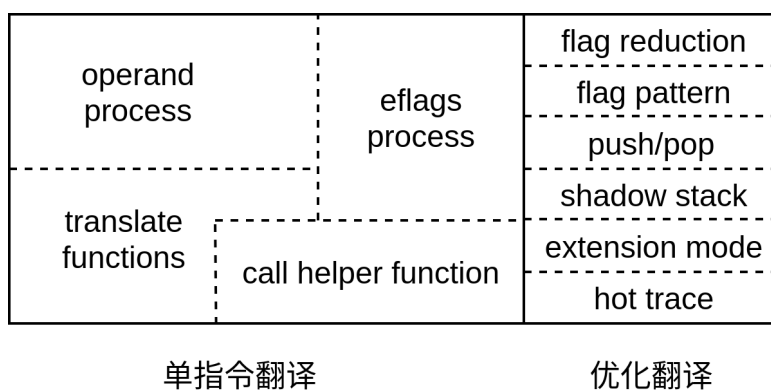 operand
process
eflags
process
translate
functions
call helper function
flag reduction
flag pattern
push/pop
shadow stack
extension mode
hot trace
单指令翻译
优化翻译